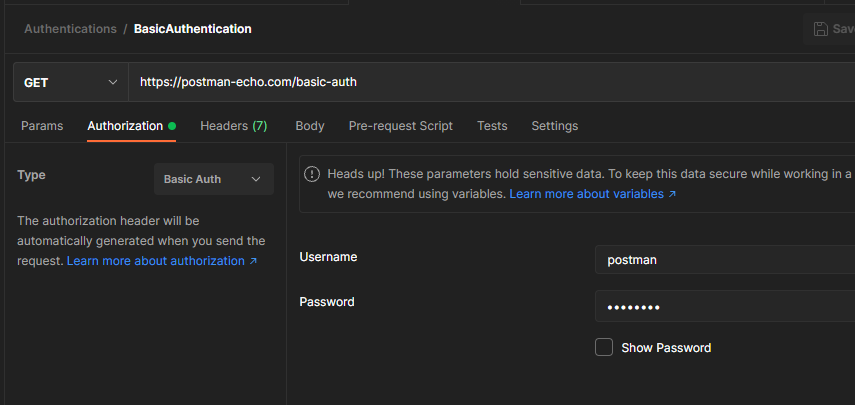 Authentications / BasicAuthentication
Save
GET
https://postman-echo.com/basic-auth
Params Authorization Headers (7) Body Pre-request Script Tests Settings
Type
Basic Auth
The authorization header will be
automatically generated when you send the
request. Learn more about authorization ↗
Heads up! These parameters hold sensitive data. To keep this data secure while working in a
we recommend using variables. Learn more about variables ↗
Username
postman
Password
••••••••
Show Password